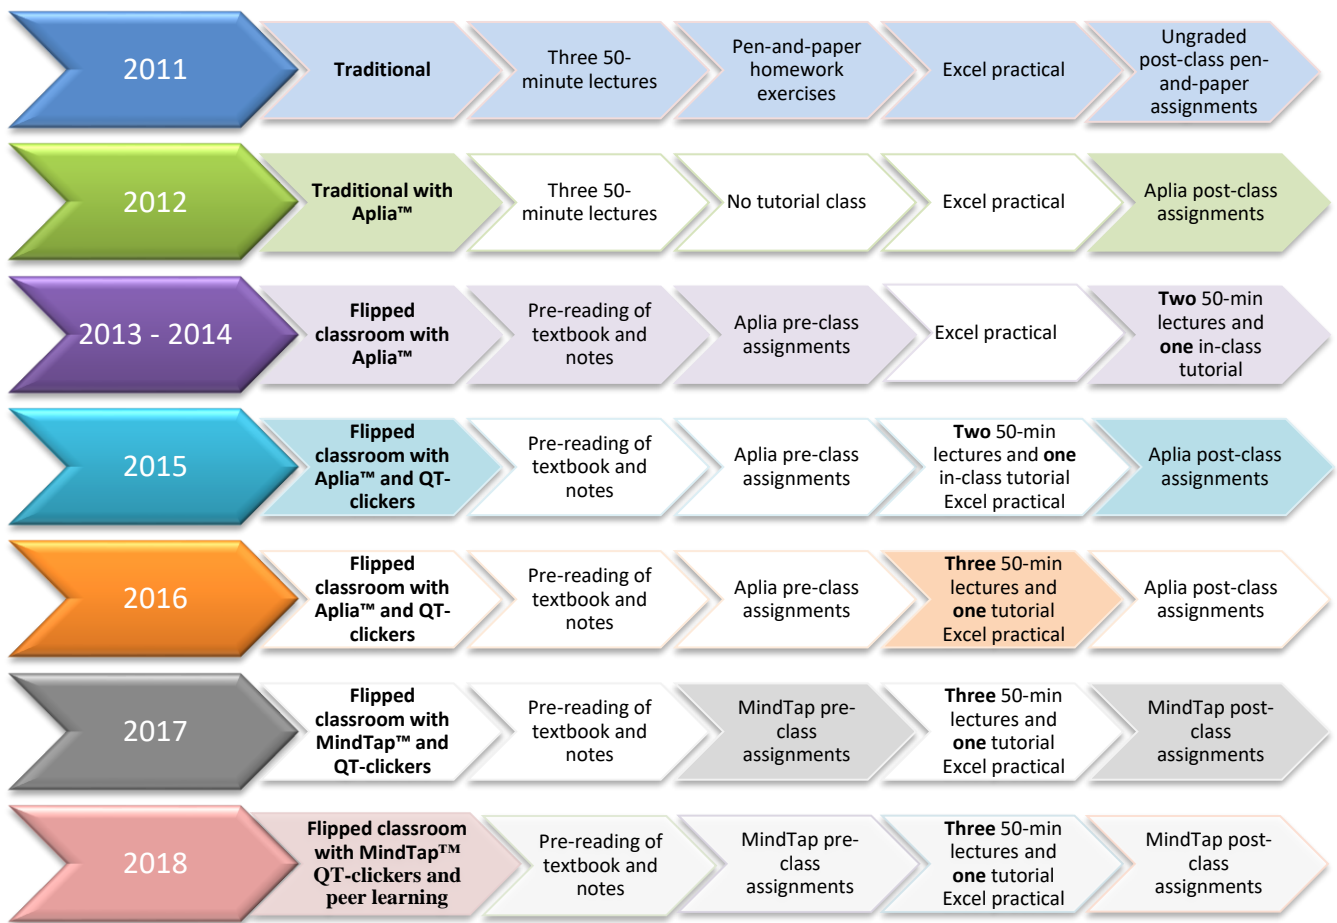 2011
Traditional
Three 50-
minute lectures
Pen-and-paper
homework
exercises
Excel practical
Ungraded
post-class pen-
and-paper
assignments
2012
Traditional with
Aplia™
Three 50-
minute lectures
No tutorial class
Excel practical
Aplia post-class
assignments
2013 - 2014
Flipped
classroom with
Aplia™
Pre-reading of
textbook and
notes
Aplia pre-class
assignments
Excel practical
Two 50-min
lectures and
one in-class
tutorial
2015
Flipped
classroom with
Aplia™ and QT-
clickers
Pre-reading of
textbook and
notes
Aplia pre-class
assignments
Two 50-min
lectures and one
in-class tutorial
Excel practical
Aplia post-class
assignments
2016
Flipped
classroom with
Aplia™ and QT-
clickers
Pre-reading of
textbook and
notes
Aplia pre-class
assignments
Three 50-min
lectures and
one tutorial
Excel practical
Aplia post-class
assignments
2017
Flipped
classroom with
MindTap™ and
QT-clickers
Pre-reading of
textbook and
notes
MindTap pre-
class
assignments
Three 50-min
lectures and
one tutorial
Excel practical
MindTap post-
class
assignments
2018
Flipped classroom
with MindTap™
QT-clickers and
peer learning
Pre-reading of
textbook and
notes
MindTap pre-
class
assignments
Three 50-min
lectures and
one tutorial
Excel practical
MindTap post-
class
assignments